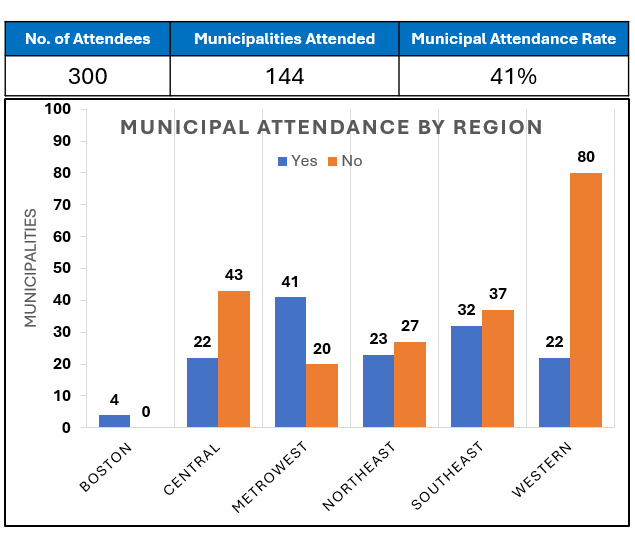 No. of Attendees Municipalities Attended Municipal Attendance Rate
300 144 41%
MUNICIPAL ATTENDANCE BY REGION
Yes No
MUNICIPALITIES
100
90
80
70
60
50
40
30
20
10
0
4 0
22 43
41 20
23 27
32 37
22 80
BOSTON
CENTRAL
METROWEST
NORTHEAST
SOUTHEAST
WESTERN